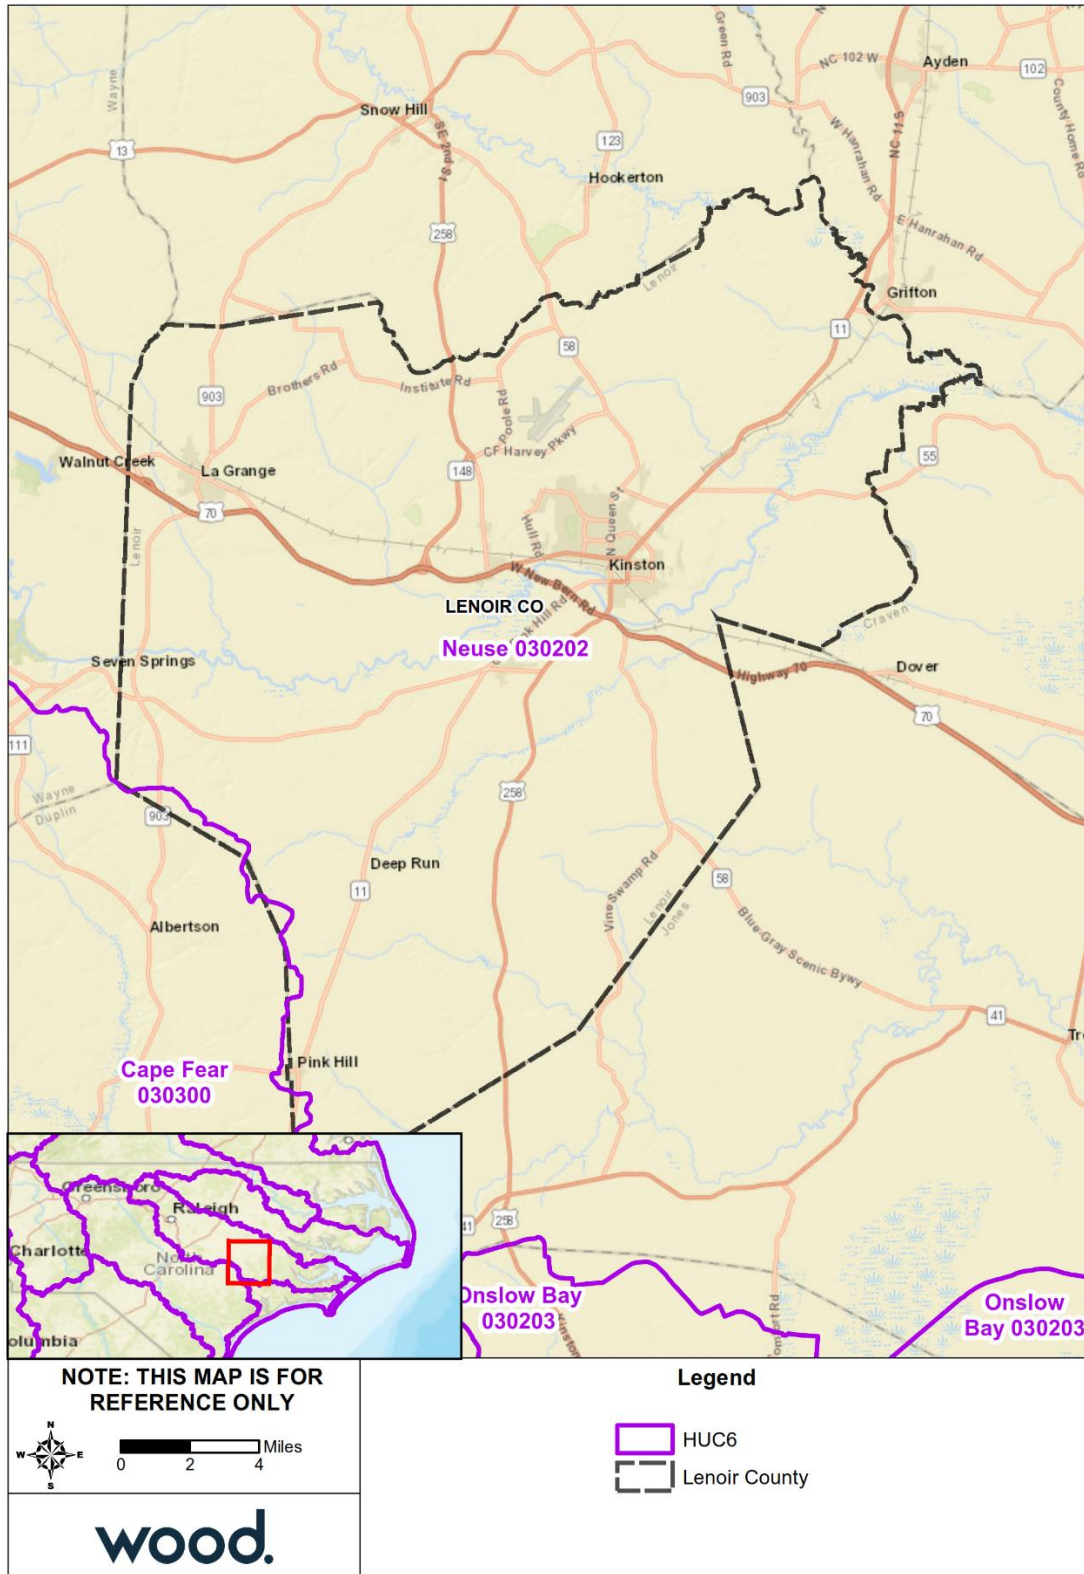 Wayne
Green Rd
NC 102 W
Ayden
102
County Home Rd
Snow Hill
903
13
SE 2nd St
123
W Hanrahan Rd
NC 11 S
Hookerton
258
E Hanrahan Rd
Lenoir
Grifton
11
58
903
Brothers Rd
Institute Rd
Poole Rd
CF Harvey Pkwy
55
Walnut Creek
La Grange
148
70
Lenoir
Hull Rd
N Queen St
Kinston
W New Bern Rd
LENOIR CO
Pink Hill Rd
Craven
Neuse 030202
Seven Springs
Highway 70
Dover
70
111
Wayne
Duplin
903
258
Deep Run
11
58
Vine Swamp Rd
Lenoir
Jones
Albertson
Blue-Gray Scenic Bywy
41
Pink Hill
Cape Fear
030300
Greensboro
Raleigh
Charlotte
North
Carolina
olumbia
41
258
Onslow Bay
030203
Kinston
Onslow
Bay 030203
NOTE: THIS MAP IS FOR
REFERENCE ONLY
N
W E
S
Miles
0 2 4
wood.
Legend
HUC6
Lenoir County